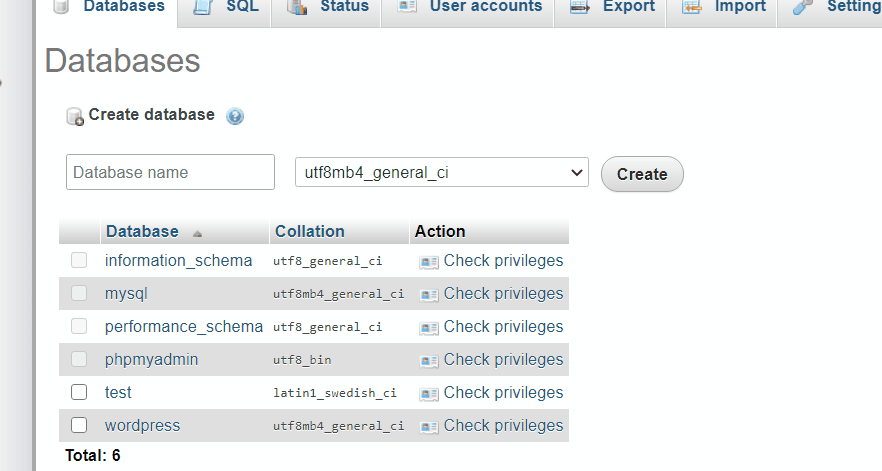 Databases SQL Status User accounts Export Import Setting
Databases
Create database
Database name utf8mb4_general_ci Create
Database Collation Action
information_schema utf8_general_ci Check privileges
mysql utf8mb4_general_ci Check privileges
performance_schema utf8_general_ci Check privileges
phpmyadmin utf8_bin Check privileges
test latin1_swedish_ci Check privileges
wordpress utf8mb4_general_ci Check privileges
Total: 6